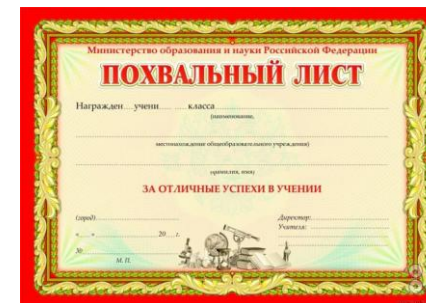 Министерство образования и науки Российской Федерации
ПОХВАЛЬНЫЙ ЛИСТ
Награжден учени класса
(наименование,
местонахождение общеобразовательного учреждения)
(фамилия, имя)
ЗА ОТЛИЧНЫЕ УСПЕХИ В УЧЕНИИ
(город) Директор:
« » 20 г. Учитель:
№
М. П.